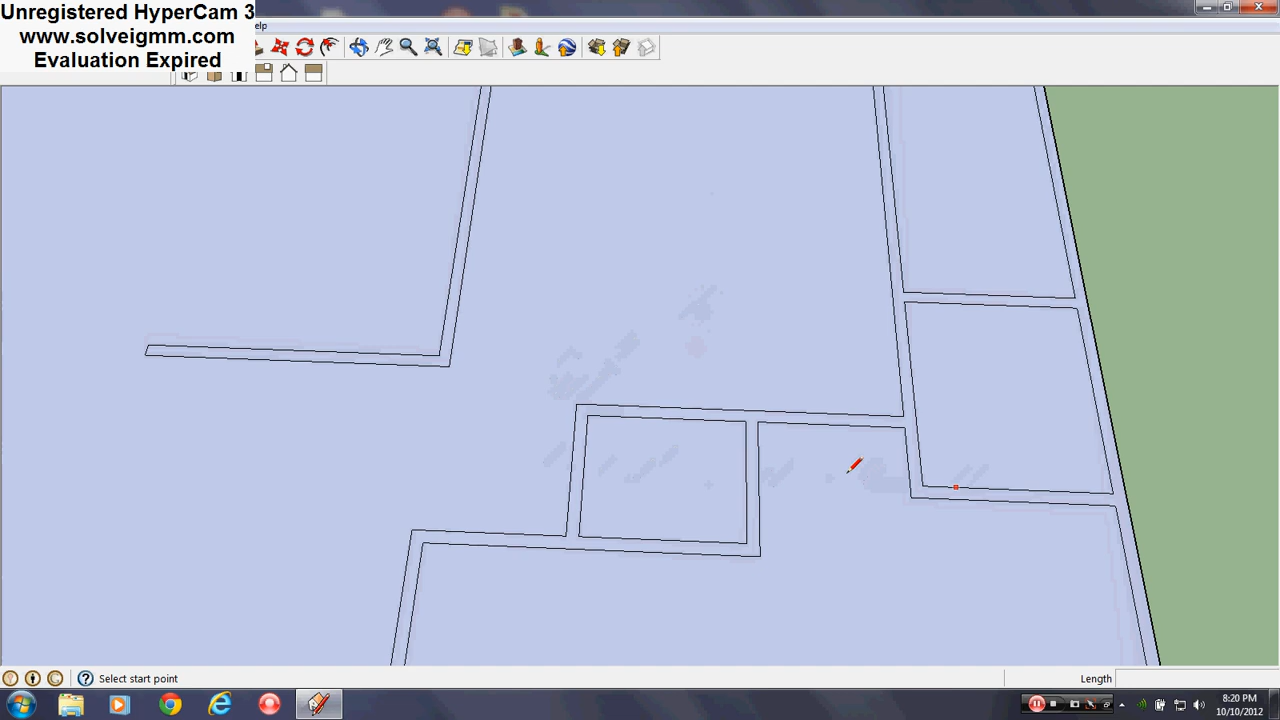 Unregistered HyperCam 3
www.solveigmm.com
Evaluation Expired
elp
Select start point
Length
8:20 PM
10/10/2012